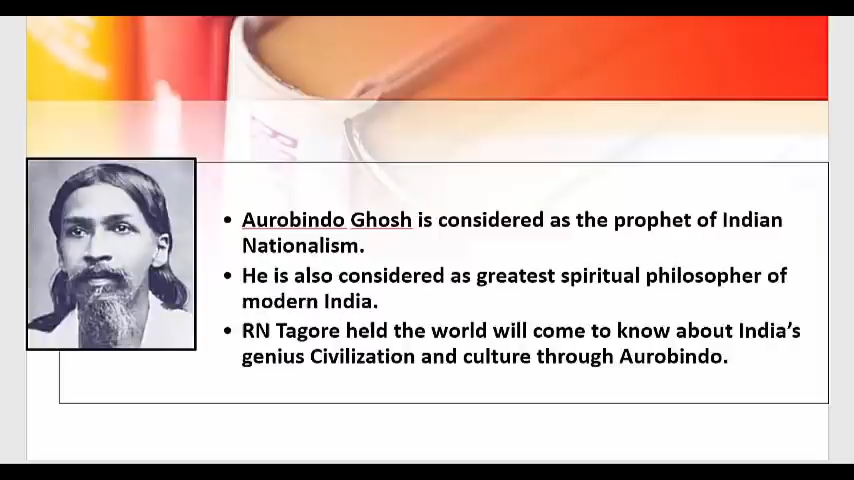 • Aurobindo Ghosh is considered as the prophet of Indian
Nationalism.
• He is also considered as greatest spiritual philosopher of
modern India.
• RN Tagore held the world will come to know about India's
genius Civilization and culture through Aurobindo.